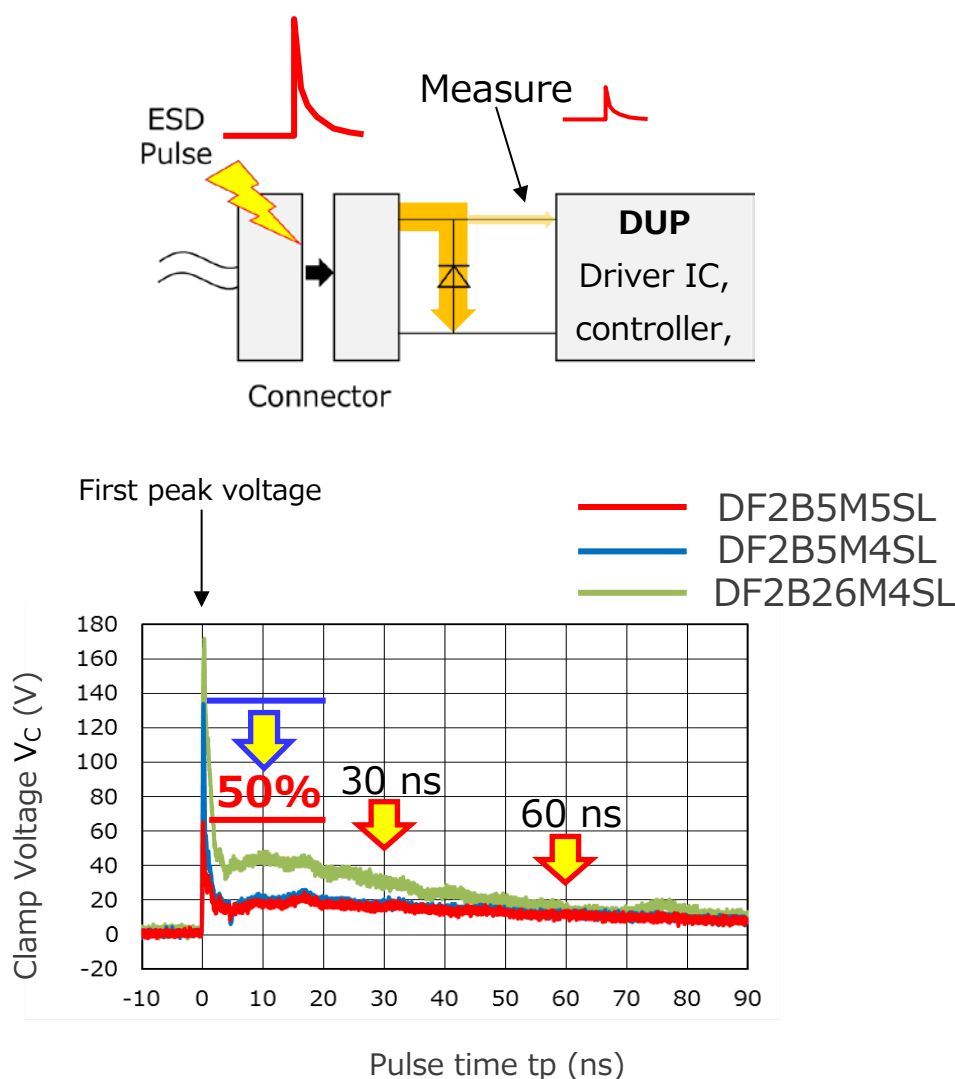 Measure
ESD
Pulse
DUP
Driver IC,
controller,
Connector
First peak voltage
DF2B5M5SL
DF2B5M4SL
DF2B26M4SL
Clamp Voltage VC (V)
180
160
140
120
100
80
60
40
20
0
-20
50%
30 ns
60 ns
-10 0 10 20 30 40 50 60 70 80 90
Pulse time tp (ns)